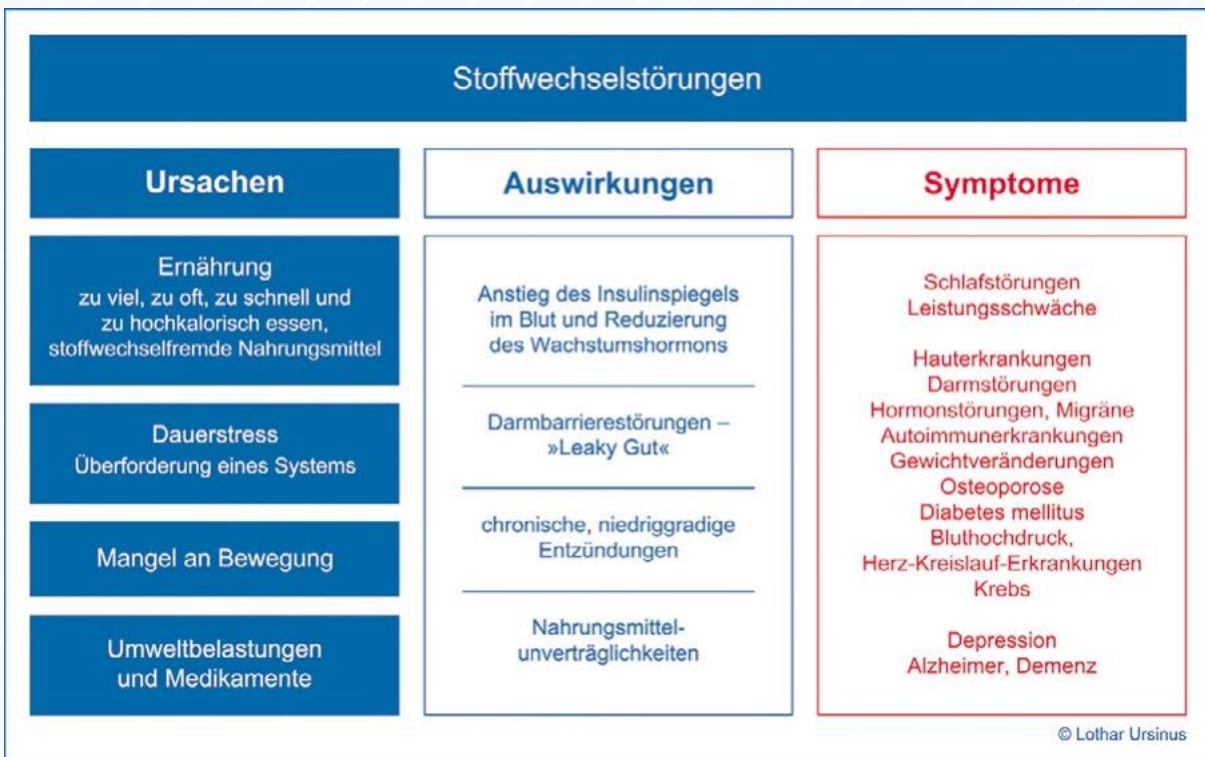 Stoffwechselstörungen
Ursachen
Ernährung
zu viel, zu oft, zu schnell und
zu hochkalorisch essen,
stoffwechselfremde Nahrungsmittel
Dauerstress
Überforderung eines Systems
Mangel an Bewegung
Umweltbelastungen
und Medikamente
Auswirkungen
Anstieg des Insulinspiegels
im Blut und Reduzierung
des Wachstumshormons
Darmbarrierestörungen –
»Leaky Gut«
chronische, niedriggradige
Entzündungen
Nahrungsmittel-
unverträglichkeiten
Symptome
Schlafstörungen
Leistungsschwäche
Hauterkrankungen
Darmstörungen
Hormonstörungen, Migräne
Autoimmunerkrankungen
Gewichtveränderungen
Osteoporose
Diabetes mellitus
Bluthochdruck,
Herz-Kreislauf-Erkrankungen
Krebs
Depression
Alzheimer, Demenz
© Lothar Ursinus